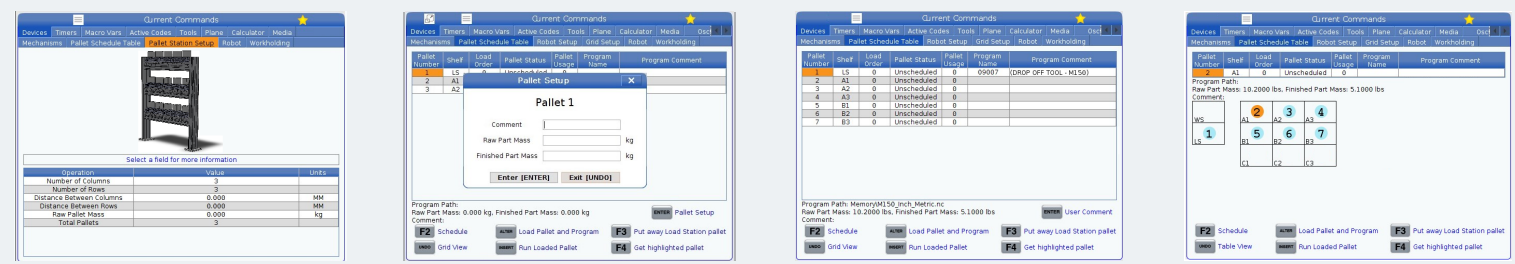 Current Commands
Devices Timers Macro Vars Active Codes Tools Plane Calculator Media
Mechanisms Pallet Schedule Table Pallet Station Setup Robot Workholding
Select a field for more information
Operation Value Units
Number of Columns 3
Number of Rows 3
Distance Between Columns 0.000 MM
Distance Between Rows 0.000 MM
Raw Pallet Mass 0.000 kg
Total Pallets 3
Current Commands
Devices Timers Macro Vars Active Codes Tools Plane Calculator Media Oscl
Mechanisms Pallet Schedule Table Robot Setup Grid Setup Robot Workholding
Pallet Number Shelf Load Order Pallet Status Pallet Usage Program Name Program Comment
1 LS 0 Unscheduled 0
2 A1
3 A2
Pallet Setup X
Pallet 1
Comment
Raw Part Mass kg
Finished Part Mass kg
Enter [ENTER] Exit [UNDO]
Program Path:
Raw Part Mass: 0.000 kg, Finished Part Mass: 0.000 kg
Comment:
ENTER Pallet Setup
F2 Schedule ALTER Load Pallet and Program F3 Put away Load Station pallet
UNDO Grid View INSERT Run Loaded Pallet F4 Get highlighted pallet
Current Commands
Devices Timers Macro Vars Active Codes Tools Plane Calculator Media Oscl
Mechanisms Pallet Schedule Table Robot Setup Grid Setup Robot Workholding
Pallet Number Shelf Load Order Pallet Status Pallet Usage Program Name Program Comment
1 LS 0 Unscheduled 0 O9007 (DROP OFF TOOL - M150)
2 A1 0 Unscheduled 0
3 A2 0 Unscheduled 0
4 A3 0 Unscheduled 0
5 B1 0 Unscheduled 0
6 B2 0 Unscheduled 0
7 B3 0 Unscheduled 0
Program Path: Memory\M150_Inch_Metric.nc
Raw Part Mass: 10.2000 lbs, Finished Part Mass: 5.1000 lbs
Comment:
ENTER User Comment
F2 Schedule ALTER Load Pallet and Program F3 Put away Load Station pallet
UNDO Grid View INSERT Run Loaded Pallet F4 Get highlighted pallet
Current Commands
Devices Timers Macro Vars Active Codes Tools Plane Calculator Media Oscl
Mechanisms Pallet Schedule Table Robot Setup Grid Setup Robot Workholding
Pallet Number Shelf Load Order Pallet Status Pallet Usage Program Name Program Comment
2 A1 0 Unscheduled 0
Program Path:
Raw Part Mass: 10.2000 lbs, Finished Part Mass: 5.1000 lbs
Comment:
2 3 4
WS A1 A2 A3
1 5 6 7
LS B1 B2 B3
C1 C2 C3
F2 Schedule ALTER Load Pallet and Program F3 Put away Load Station pallet
UNDO Table View INSERT Run Loaded Pallet F4 Get highlighted pallet